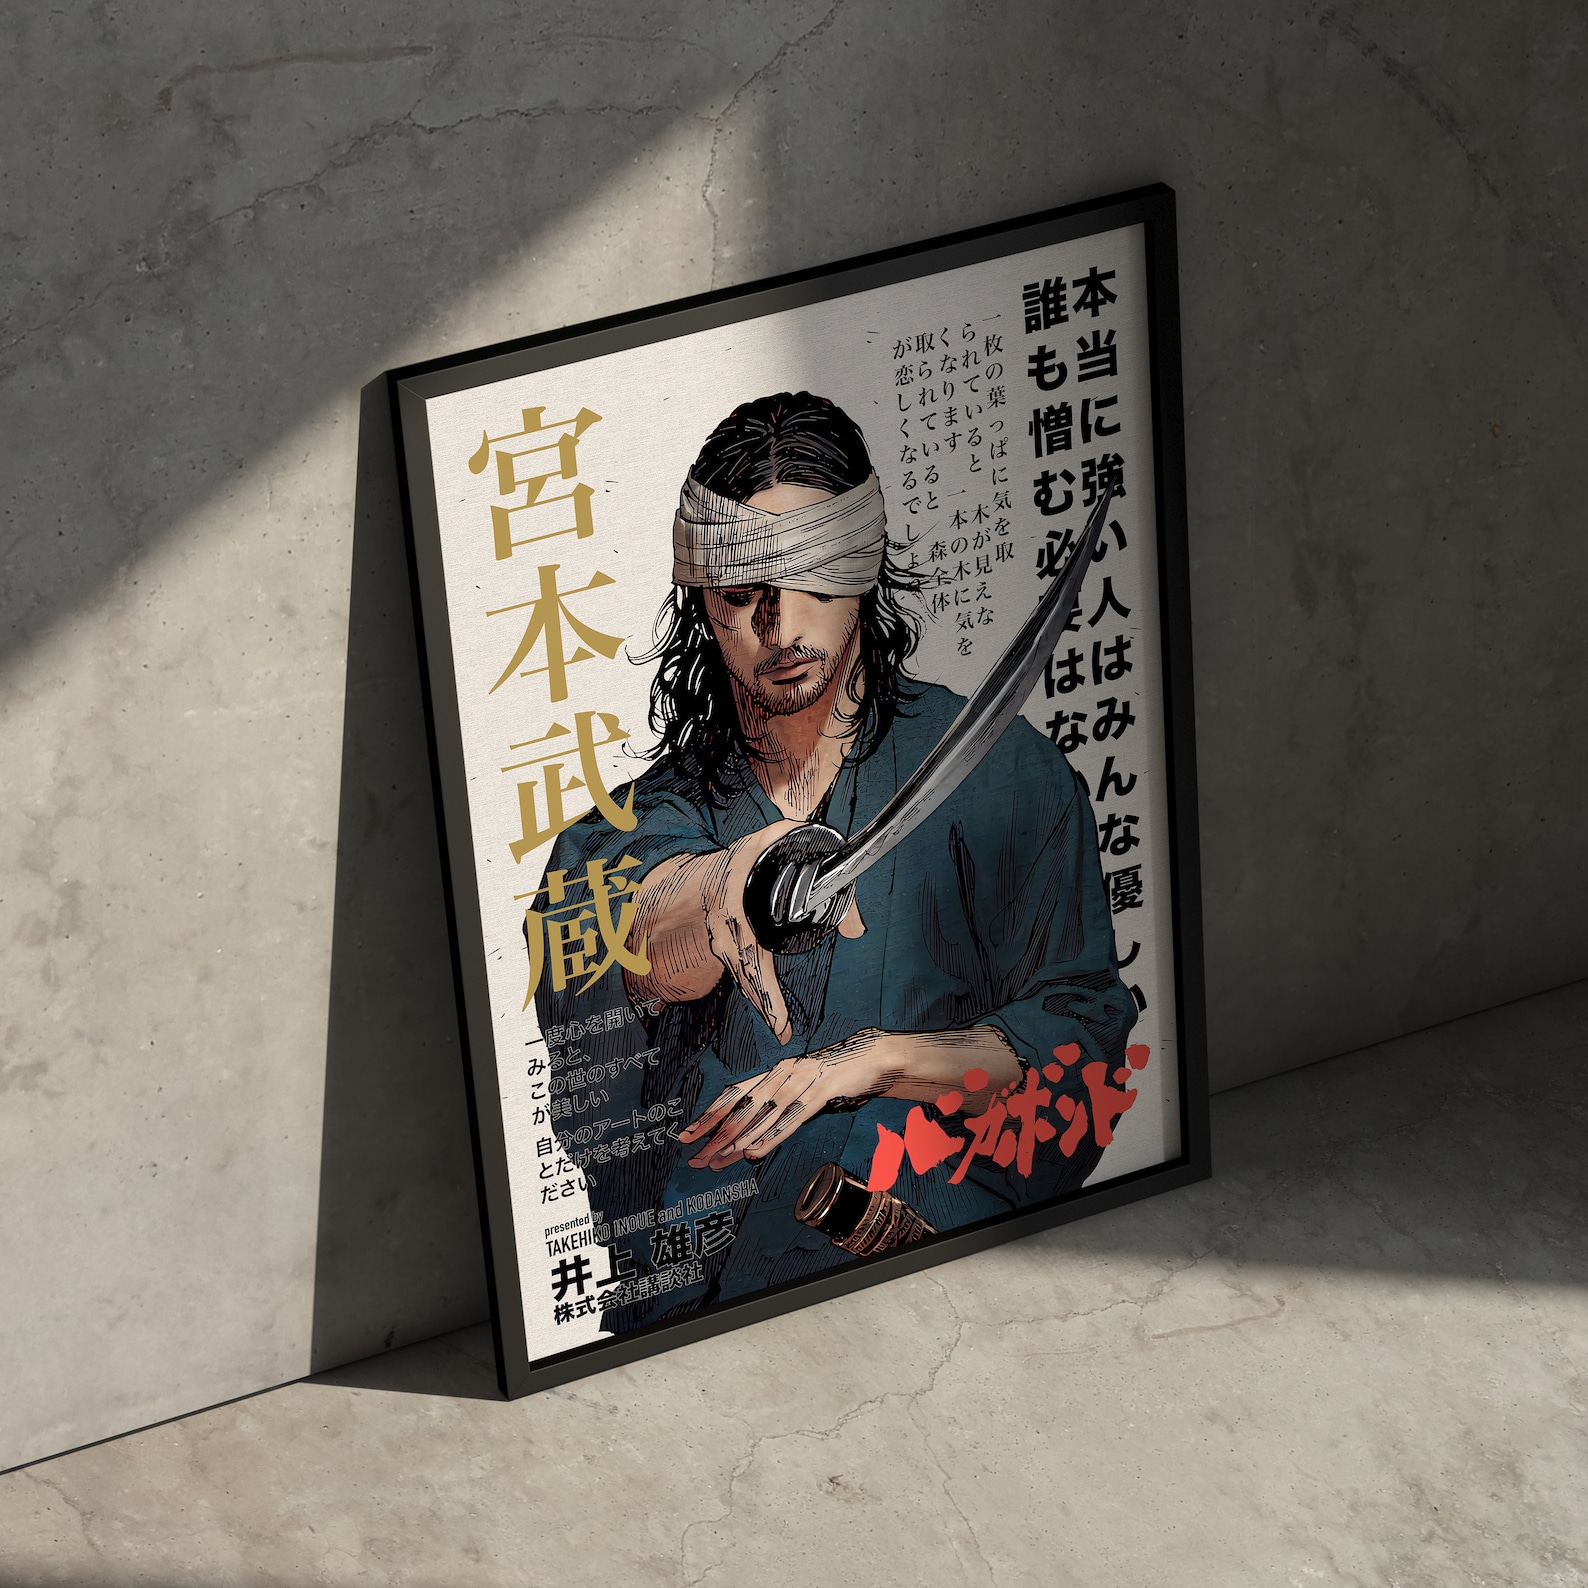 本当に強い人はみんな優しい
誰も憎む必要はない
一枚の葉っぱに気を取
られていると 木が見えな
くなります 一本の木に気を
取られていると／森全体
が恋しくなるでしょう
宮本武蔵
一度心を開いて
みると、
この世のすべて
が美しい
自分のアートのこ
とだけを考えてく
ださい
presented by
TAKEHIKO INOUE and KODANSHA
井上 雄彦
株式会社講談社
バガボンド